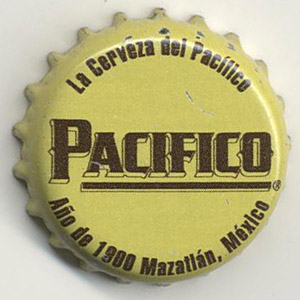 La Cerveza del Pacífico
PACIFICO®
Año de 1900 Mazatlán, México